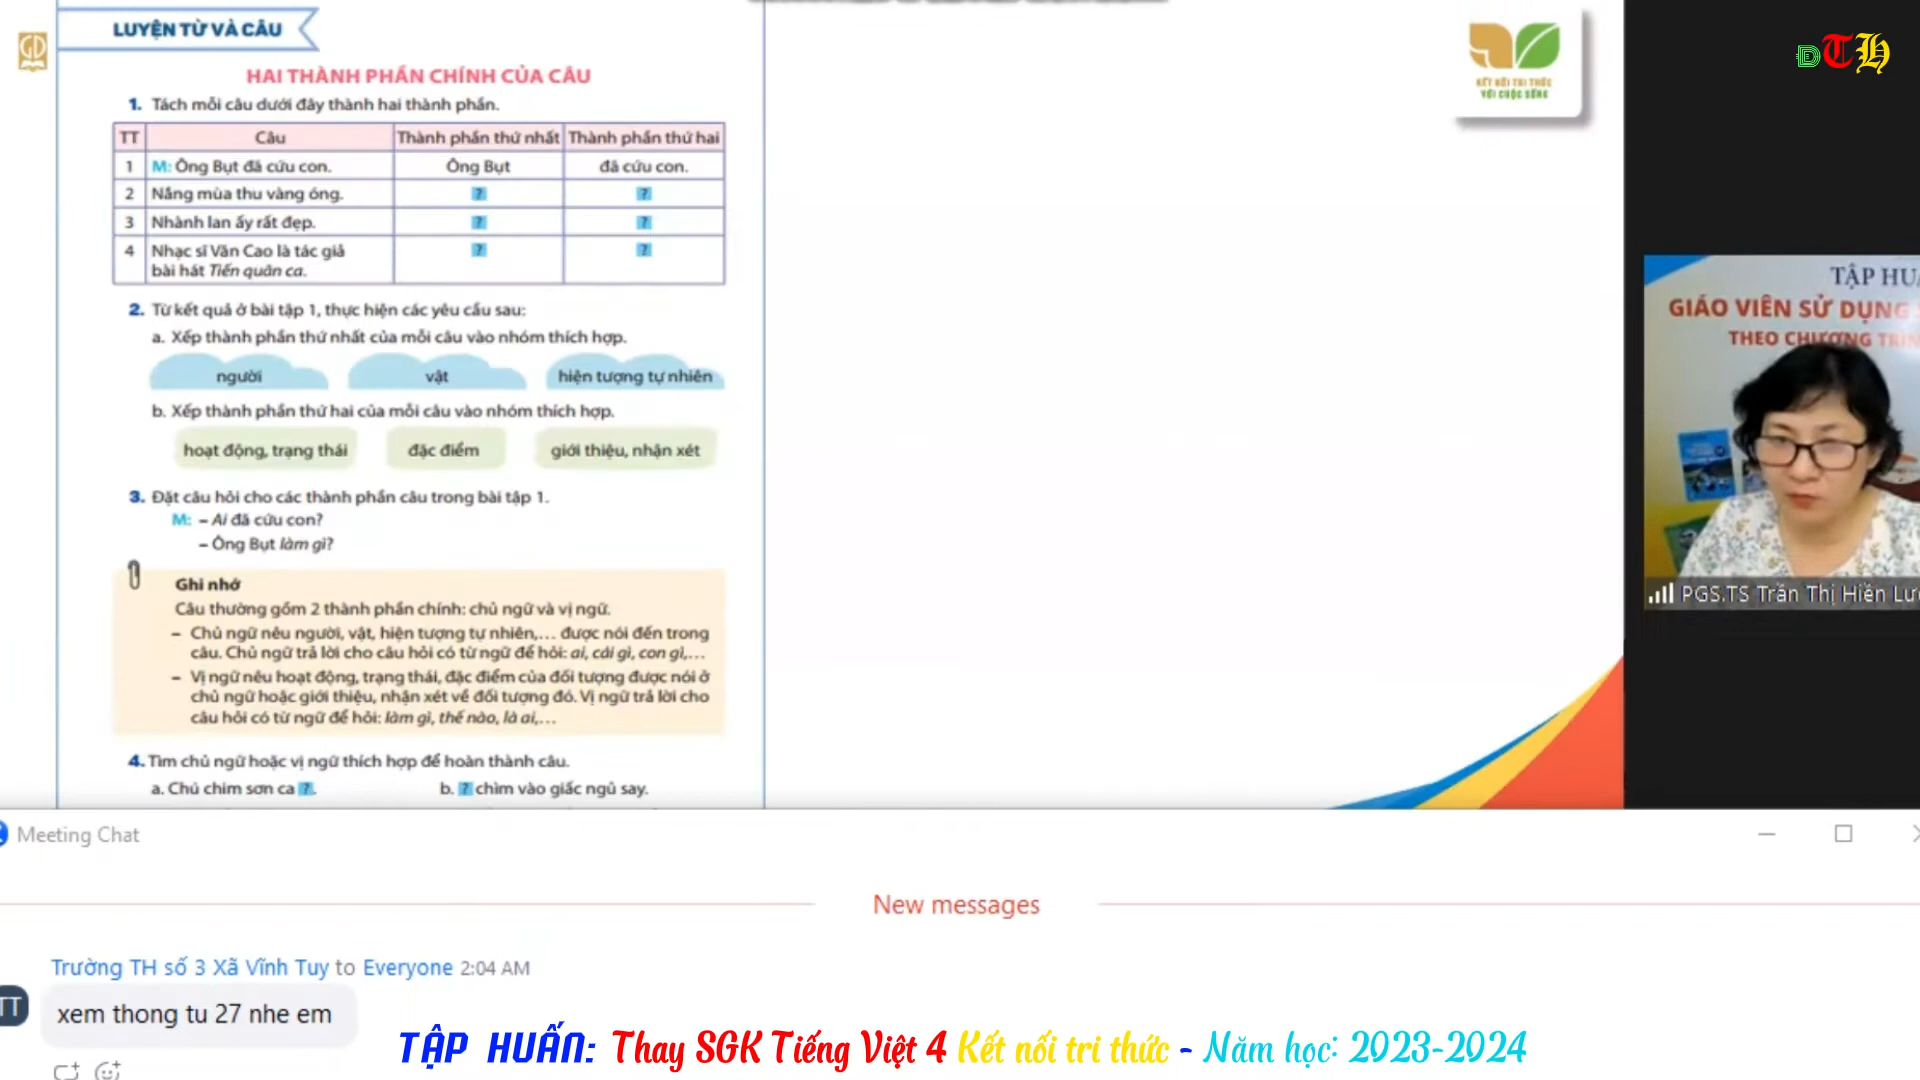 LUYỆN TỪ VÀ CÂU
GD
HAI THÀNH PHẦN CHÍNH CỦA CÂU
1. Tách mỗi câu dưới đây thành hai thành phần.
TT Câu Thành phần thứ nhất Thành phần thứ hai
1 M: Ông Bụt đã cứu con. Ông Bụt đã cứu con.
2 Nắng mùa thu vàng óng. ? ?
3 Nhành lan ấy rất đẹp. ? ?
4 Nhạc sĩ Văn Cao là tác giả ? ?
bài hát Tiến quân ca.
2. Từ kết quả ở bài tập 1, thực hiện các yêu cầu sau:
a. Xếp thành phần thứ nhất của mỗi câu vào nhóm thích hợp.
người vật hiện tượng tự nhiên
b. Xếp thành phần thứ hai của mỗi câu vào nhóm thích hợp.
hoạt động, trạng thái đặc điểm giới thiệu, nhận xét
3. Đặt câu hỏi cho các thành phần câu trong bài tập 1.
M: – Ai đã cứu con?
– Ông Bụt làm gì?
Ghi nhớ
Câu thường gồm 2 thành phần chính: chủ ngữ và vị ngữ.
– Chủ ngữ nêu người, vật, hiện tượng tự nhiên,... được nói đến trong
câu. Chủ ngữ trả lời cho câu hỏi có từ ngữ để hỏi: ai, cái gì, con gì,...
– Vị ngữ nêu hoạt động, trạng thái, đặc điểm của đối tượng được nói ở
chủ ngữ hoặc giới thiệu, nhận xét về đối tượng đó. Vị ngữ trả lời cho
câu hỏi có từ ngữ để hỏi: làm gì, thế nào, là ai,...
4. Tìm chủ ngữ hoặc vị ngữ thích hợp để hoàn thành câu.
a. Chú chim sơn ca ?. b. ? chìm vào giấc ngủ say.
KẾT NỐI TRI THỨC
VỚI CUỘC SỐNG
DTH
TẬP HU
GIÁO VIÊN SỬ DỤNG
THEO CHƯƠNG TRÌN
PGS.TS Trần Thị Hiền Lươ
Meeting Chat
New messages
Trường TH số 3 Xã Vĩnh Tuy to Everyone 2:04 AM
TT
xem thong tu 27 nhe em
TẬP HUẤN: Thay SGK Tiếng Việt 4 Kết nối tri thức - Năm học: 2023-2024